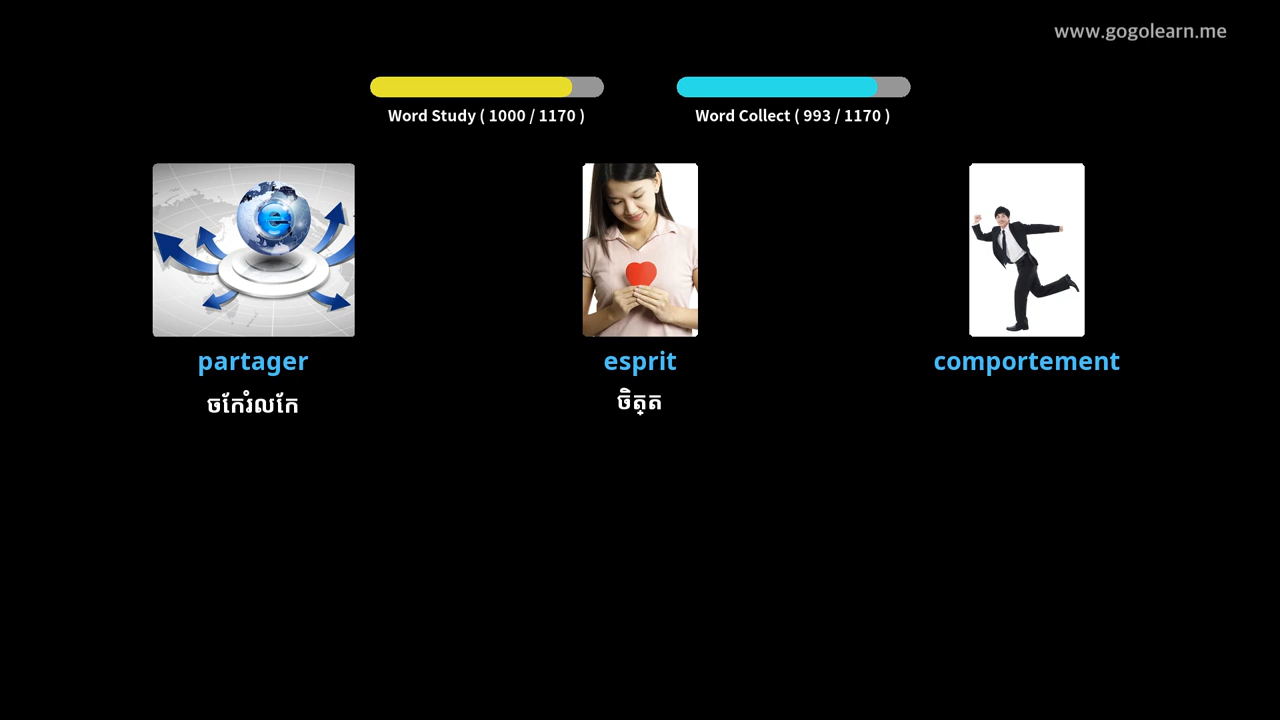 www.gogolearn.me
Word Study ( 1000 / 1170 )
Word Collect ( 993 / 1170 )
e
partager
esprit
comportement
ចកែរំលកែ
ចិត្ត